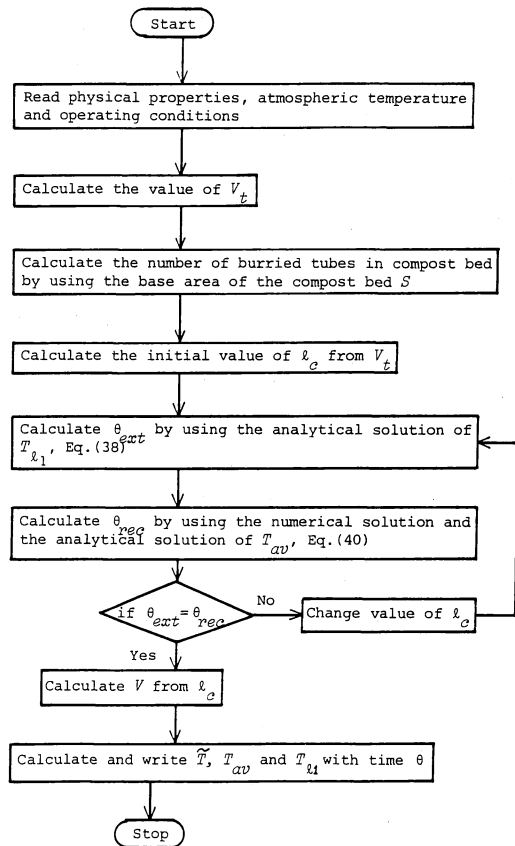 Start
Read physical properties, atmospheric temperature
and operating conditions
Calculate the value of V_t
Calculate the number of burried tubes in compost bed
by using the base area of the compost bed S
Calculate the initial value of ℓ_c from V_t
Calculate θ_ext by using the analytical solution of
T_ℓ1, Eq.(38)
Calculate θ_rec by using the numerical solution and
the analytical solution of T_av, Eq.(40)
if θ_ext=θ_rec
No
Change value of ℓ_c
Yes
Calculate V from ℓ_c
Calculate and write T̃, T_av and T_ℓ1 with time θ
Stop